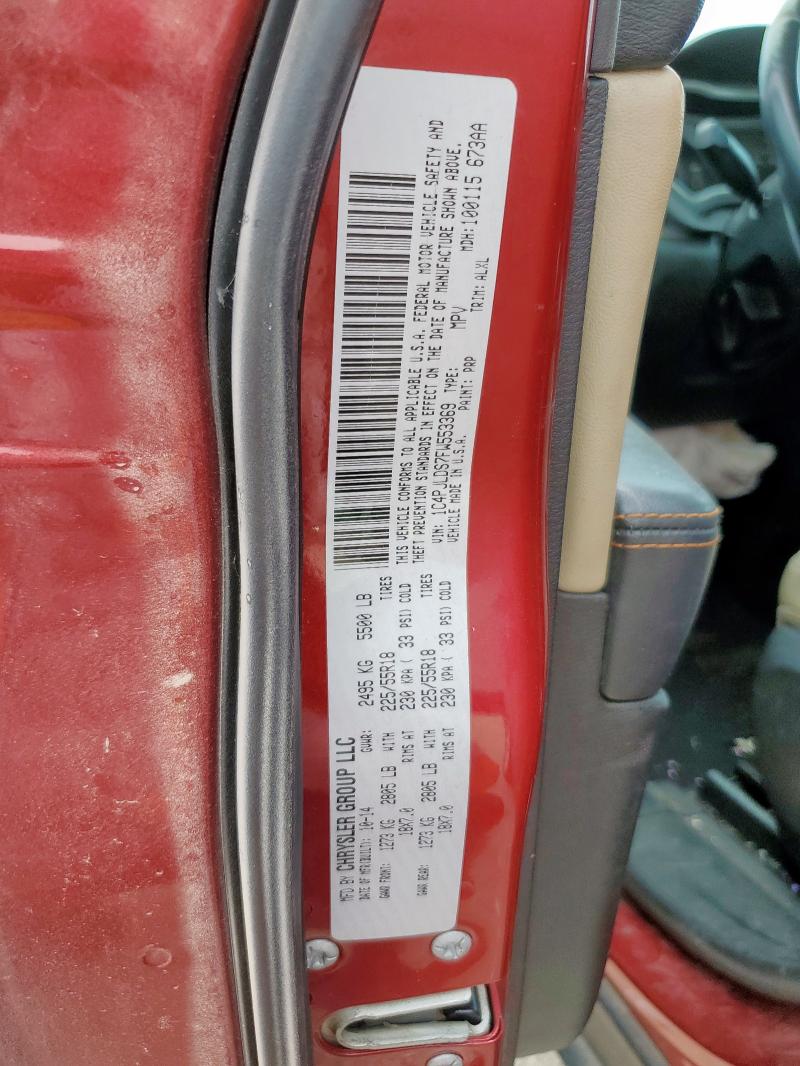 MFD BY CHRYSLER GROUP LLC
DATE OF MFR(BUILT): 10-14 GVWR: 2495 KG 5500 LB
GAWR FRONT: 1273 KG 2805 LB WITH 225/55R18 TIRES
18X7.0 RIMS AT 230 KPA ( 33 PSI) COLD
GAWR REAR: 1273 KG 2805 LB WITH 225/55R18 TIRES
18X7.0 RIMS AT 230 KPA ( 33 PSI) COLD
THIS VEHICLE CONFORMS TO ALL APPLICABLE U.S.A. FEDERAL MOTOR VEHICLE SAFETY AND
THEFT PREVENTION STANDARDS IN EFFECT ON THE DATE OF MANUFACTURE SHOWN ABOVE.
VIN: 1C4PJLDS7FW553369 TYPE: MPV MDH: 100115 673AA
VEHICLE MADE IN U.S.A. PAINT: PRP TRIM: ALXL